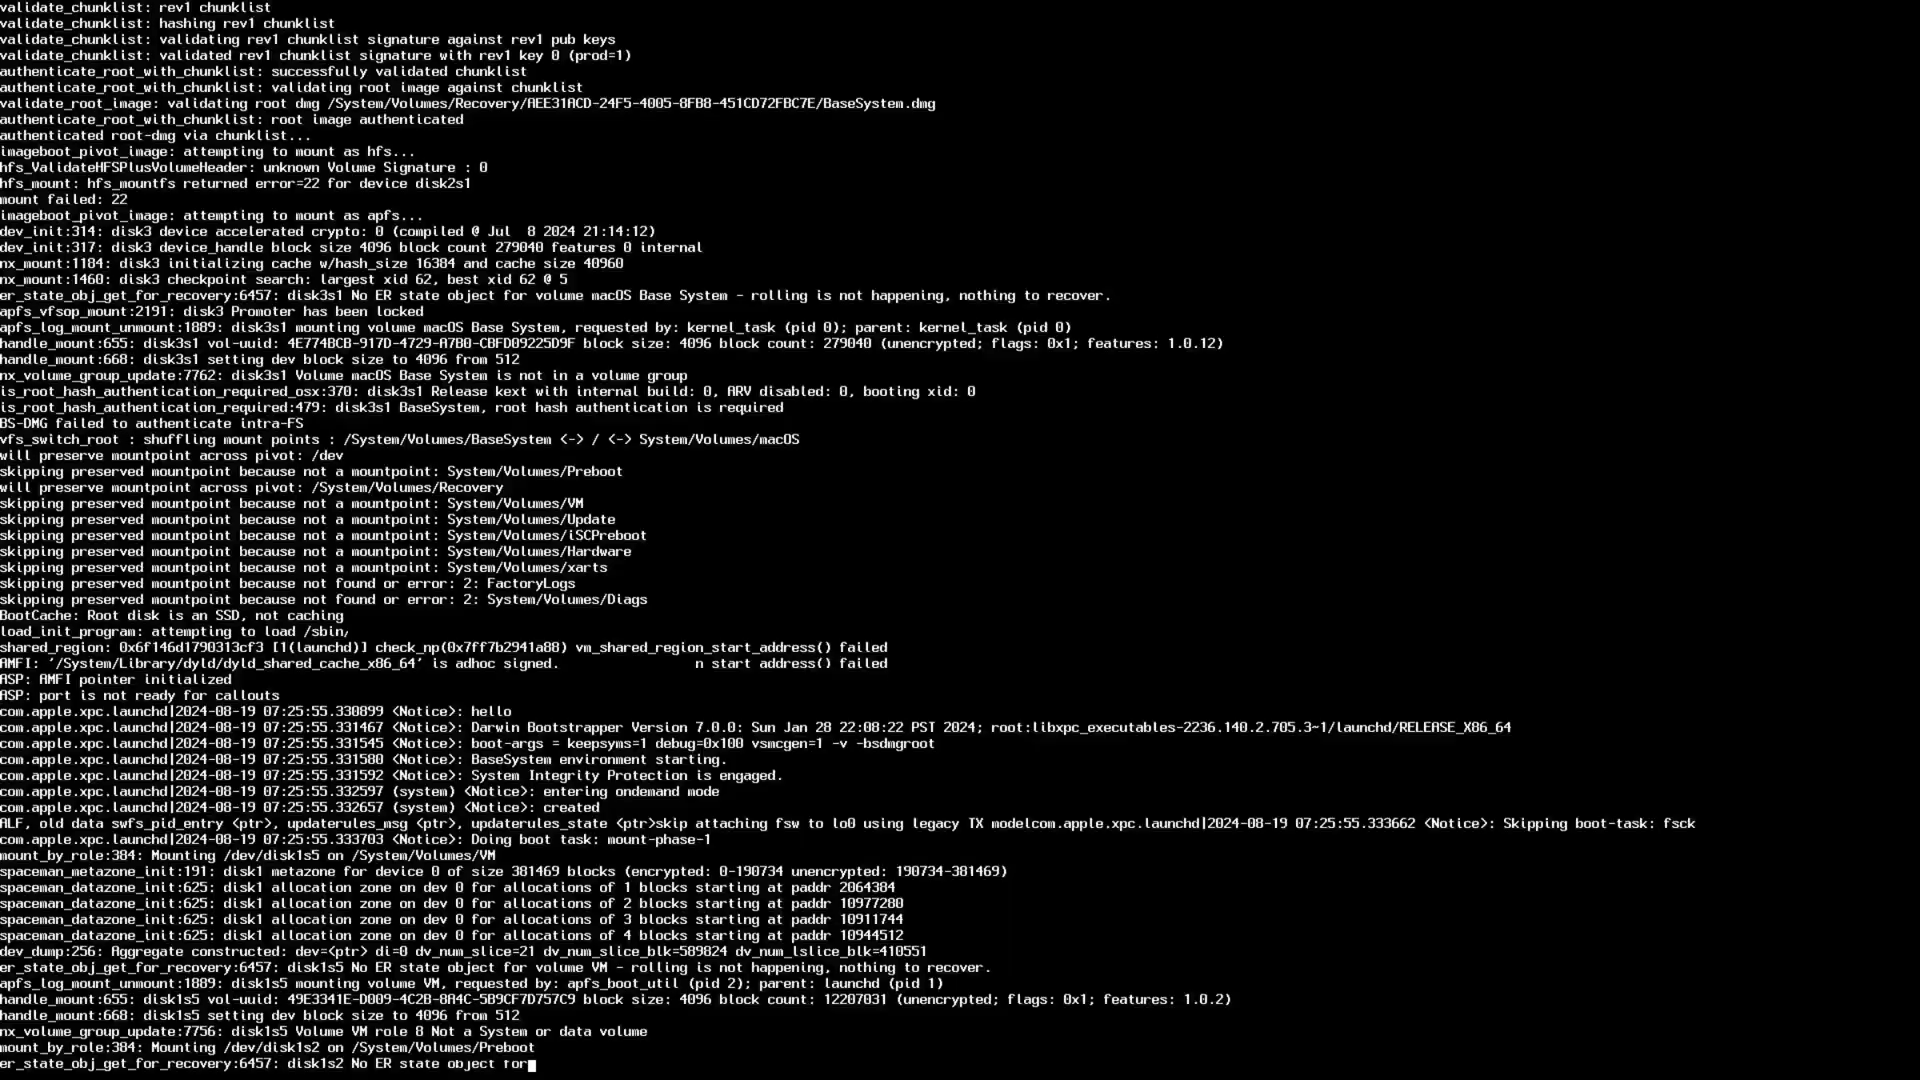 validate_chunklist: rev1 chunklist
validate_chunklist: hashing rev1 chunklist
validate_chunklist: validating rev1 chunklist signature against rev1 pub keys
validate_chunklist: validated rev1 chunklist signature with rev1 key 0 (prod=1)
authenticate_root_with_chunklist: successfully validated chunklist
authenticate_root_with_chunklist: validating root image against chunklist
validate_root_image: validating root dmg /System/Volumes/Recovery/AEE31ACD-24F5-4005-8FB8-451CD72FBC7E/BaseSystem.dmg
authenticate_root_with_chunklist: root image authenticated
authenticated root-dmg via chunklist...
imageboot_pivot_image: attempting to mount as hfs...
hfs_ValidateHFSPlusVolumeHeader: unknown Volume Signature : 0
hfs_mount: hfs_mountfs returned error=22 for device disk2s1
mount failed: 22
imageboot_pivot_image: attempting to mount as apfs...
dev_init:314: disk3 device accelerated crypto: 0 (compiled @ Jul  8 2024 21:14:12)
dev_init:317: disk3 device_handle block size 4096 block count 279040 features 0 internal
nx_mount:1184: disk3 initializing cache w/hash_size 16384 and cache size 40960
nx_mount:1460: disk3 checkpoint search: largest xid 62, best xid 62 @ 5
er_state_obj_get_for_recovery:6457: disk3s1 No ER state object for volume macOS Base System - rolling is not happening, nothing to recover.
apfs_vfsop_mount:2191: disk3 Promoter has been locked
apfs_log_mount_unmount:1889: disk3s1 mounting volume macOS Base System, requested by: kernel_task (pid 0); parent: kernel_task (pid 0)
handle_mount:655: disk3s1 vol-uuid: 4E774BCB-917D-4729-A7B0-CBFD09225D9F block size: 4096 block count: 279040 (unencrypted; flags: 0x1; features: 1.0.12)
handle_mount:668: disk3s1 setting dev block size to 4096 from 512
nx_volume_group_update:7762: disk3s1 Volume macOS Base System is not in a volume group
is_root_hash_authentication_required_osx:370: disk3s1 Release kext with internal build: 0, ARV disabled: 0, booting xid: 0
is_root_hash_authentication_required:479: disk3s1 BaseSystem, root hash authentication is required
BS-DMG failed to authenticate intra-FS
vfs_switch_root : shuffling mount points : /System/Volumes/BaseSystem <-> / <-> System/Volumes/macOS
will preserve mountpoint across pivot: /dev
skipping preserved mountpoint because not a mountpoint: System/Volumes/Preboot
will preserve mountpoint across pivot: /System/Volumes/Recovery
skipping preserved mountpoint because not a mountpoint: System/Volumes/VM
skipping preserved mountpoint because not a mountpoint: System/Volumes/Update
skipping preserved mountpoint because not a mountpoint: System/Volumes/iSCPreboot
skipping preserved mountpoint because not a mountpoint: System/Volumes/Hardware
skipping preserved mountpoint because not a mountpoint: System/Volumes/xarts
skipping preserved mountpoint because not found or error: 2: FactoryLogs
skipping preserved mountpoint because not found or error: 2: System/Volumes/Diags
BootCache: Root disk is an SSD, not caching
load_init_program: attempting to load /sbin/
shared_region: 0x6f146d1790313cf3 [1(launchd)] check_np(0x7ff7b2941a88) vm_shared_region_start_address() failed
AMFI: '/System/Library/dyld/dyld_shared_cache_x86_64' is adhoc signed.                 n start address() failed
ASP: AMFI pointer initialized
ASP: port is not ready for callouts
com.apple.xpc.launchd|2024-08-19 07:25:55.330899 <Notice>: hello
com.apple.xpc.launchd|2024-08-19 07:25:55.331467 <Notice>: Darwin Bootstrapper Version 7.0.0: Sun Jan 28 22:08:22 PST 2024; root:libxpc_executables-2236.140.2.705.3~1/launchd/RELEASE_X86_64
com.apple.xpc.launchd|2024-08-19 07:25:55.331545 <Notice>: boot-args = keepsyms=1 debug=0x100 vsmcgen=1 -v -bsdmgroot
com.apple.xpc.launchd|2024-08-19 07:25:55.331580 <Notice>: BaseSystem environment starting.
com.apple.xpc.launchd|2024-08-19 07:25:55.331592 <Notice>: System Integrity Protection is engaged.
com.apple.xpc.launchd|2024-08-19 07:25:55.332597 (system) <Notice>: entering ondemand mode
com.apple.xpc.launchd|2024-08-19 07:25:55.332657 (system) <Notice>: created
ALF, old data swfs_pid_entry <ptr>, updaterules_msg <ptr>, updaterules_state <ptr>skip attaching fsw to lo0 using legacy TX modelcom.apple.xpc.launchd|2024-08-19 07:25:55.333662 <Notice>: Skipping boot-task: fsck
com.apple.xpc.launchd|2024-08-19 07:25:55.333703 <Notice>: Doing boot task: mount-phase-1
mount_by_role:384: Mounting /dev/disk1s5 on /System/Volumes/VM
spaceman_metazone_init:191: disk1 metazone for device 0 of size 381469 blocks (encrypted: 0-190734 unencrypted: 190734-381469)
spaceman_datazone_init:625: disk1 allocation zone on dev 0 for allocations of 1 blocks starting at paddr 2064384
spaceman_datazone_init:625: disk1 allocation zone on dev 0 for allocations of 2 blocks starting at paddr 10977280
spaceman_datazone_init:625: disk1 allocation zone on dev 0 for allocations of 3 blocks starting at paddr 10911744
spaceman_datazone_init:625: disk1 allocation zone on dev 0 for allocations of 4 blocks starting at paddr 10944512
dev_dump:256: Aggregate constructed: dev=<ptr> di=0 dv_num_slice=21 dv_num_slice_blk=589824 dv_num_lslice_blk=410551
er_state_obj_get_for_recovery:6457: disk1s5 No ER state object for volume VM - rolling is not happening, nothing to recover.
apfs_log_mount_unmount:1889: disk1s5 mounting volume VM, requested by: apfs_boot_util (pid 2); parent: launchd (pid 1)
handle_mount:655: disk1s5 vol-uuid: 49E3341E-D009-4C2B-8A4C-5B9CF7D757C9 block size: 4096 block count: 12207031 (unencrypted; flags: 0x1; features: 1.0.2)
handle_mount:668: disk1s5 setting dev block size to 4096 from 512
nx_volume_group_update:7756: disk1s5 Volume VM role 8 Not a System or data volume
mount_by_role:384: Mounting /dev/disk1s2 on /System/Volumes/Preboot
er_state_obj_get_for_recovery:6457: disk1s2 No ER state object for